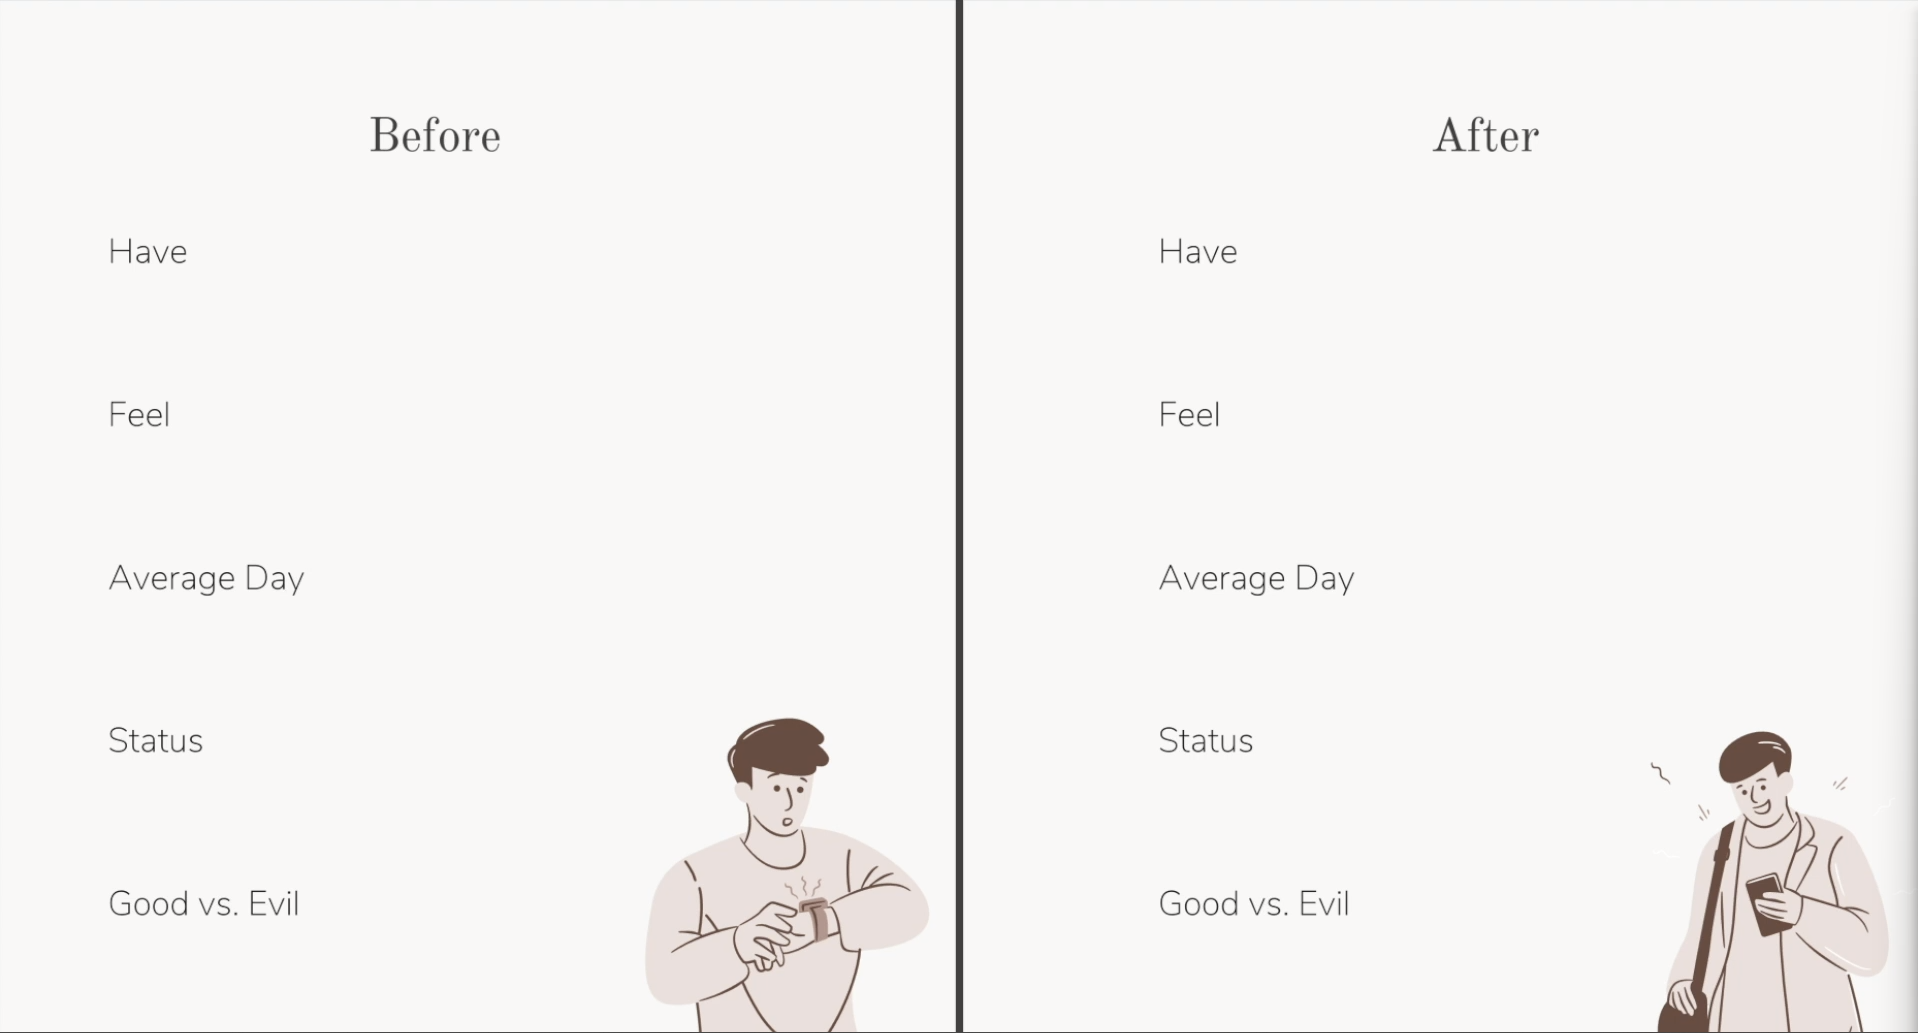 Before
Have
Feel
Average Day
Status
Good vs. Evil
After
Have
Feel
Average Day
Status
Good vs. Evil